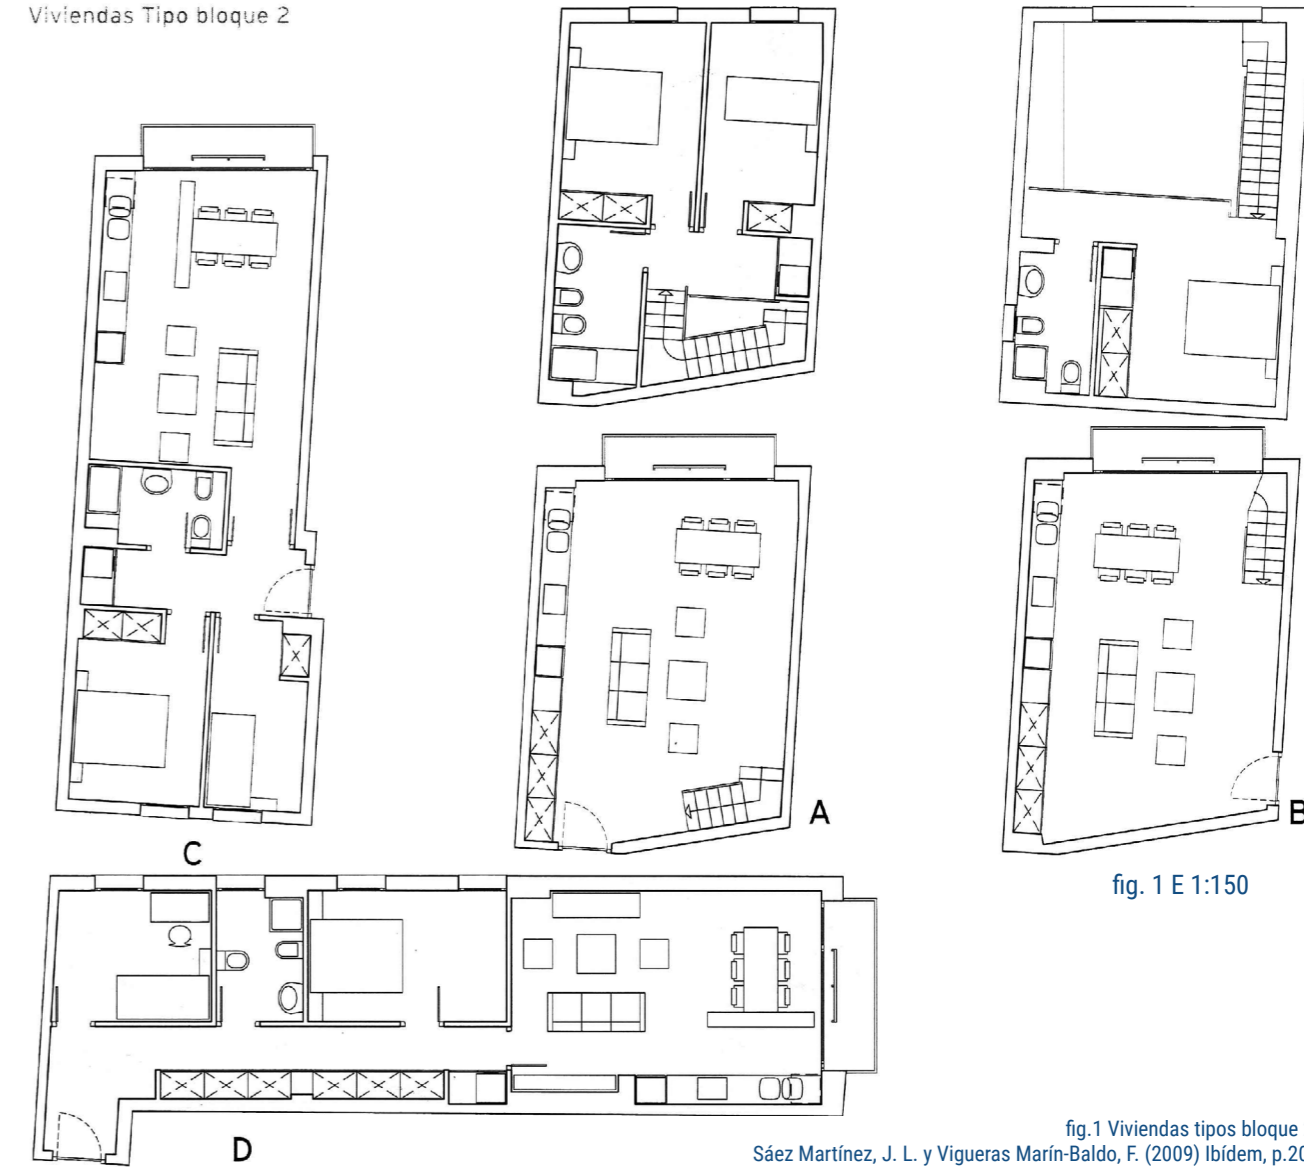 Viviendas Tipo bloque 2
C
A
B
fig. 1 E 1:150
D
fig.1 Viviendas tipos bloque
Sáez Martínez, J. L. y Vigueras Marín-Baldo, F. (2009) Ibídem, p.20